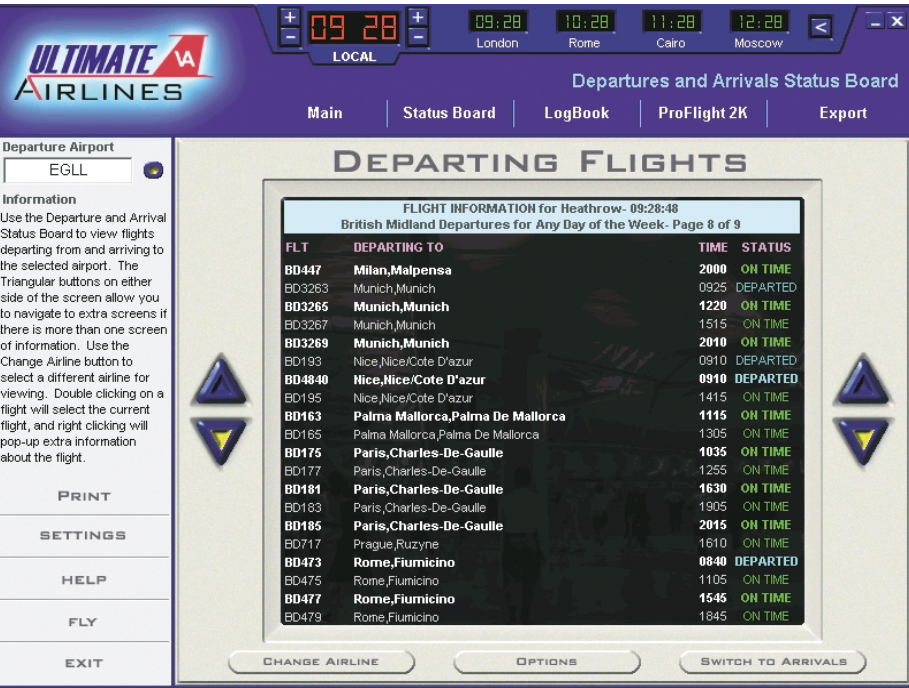 ULTIMATE VA
AIRLINES
+
-
09 28
+
-
LOCAL
09:28
London
10:28
Rome
11:28
Cairo
12:28
Moscow
<
- X
Departures and Arrivals Status Board
Main
Status Board
LogBook
ProFlight 2K
Export
Departure Airport
EGLL
Information
Use the Departure and Arrival
Status Board to view flights
departing from and arriving to
the selected airport. The
Triangular buttons on either
side of the screen allow you
to navigate to extra screens if
there is more than one screen
of information. Use the
Change Airline button to
select a different airline for
viewing. Double clicking on a
flight will select the current
flight, and right clicking will
pop-up extra information
about the flight.
PRINT
SETTINGS
HELP
FLY
EXIT
DEPARTING FLIGHTS
FLIGHT INFORMATION for Heathrow- 09:28:48
British Midland Departures for Any Day of the Week- Page 8 of 9
FLT DEPARTING TO TIME STATUS
BD447 Milan,Malpensa 2000 ON TIME
BD3263 Munich,Munich 0925 DEPARTED
BD3265 Munich,Munich 1220 ON TIME
BD3267 Munich,Munich 1515 ON TIME
BD3269 Munich,Munich 2010 ON TIME
BD193 Nice,Nice/Cote D'azur 0910 DEPARTED
BD4840 Nice,Nice/Cote D'azur 0910 DEPARTED
BD195 Nice,Nice/Cote D'azur 1415 ON TIME
BD163 Palma Mallorca,Palma De Mallorca 1115 ON TIME
BD165 Palma Mallorca,Palma De Mallorca 1305 ON TIME
BD175 Paris,Charles-De-Gaulle 1035 ON TIME
BD177 Paris,Charles-De-Gaulle 1255 ON TIME
BD181 Paris,Charles-De-Gaulle 1630 ON TIME
BD183 Paris,Charles-De-Gaulle 1905 ON TIME
BD185 Paris,Charles-De-Gaulle 2015 ON TIME
BD717 Prague,Ruzyne 1610 ON TIME
BD473 Rome,Fiumicino 0840 DEPARTED
BD475 Rome,Fiumicino 1105 ON TIME
BD477 Rome,Fiumicino 1545 ON TIME
BD479 Rome,Fiumicino 1845 ON TIME
CHANGE AIRLINE
OPTIONS
SWITCH TO ARRIVALS